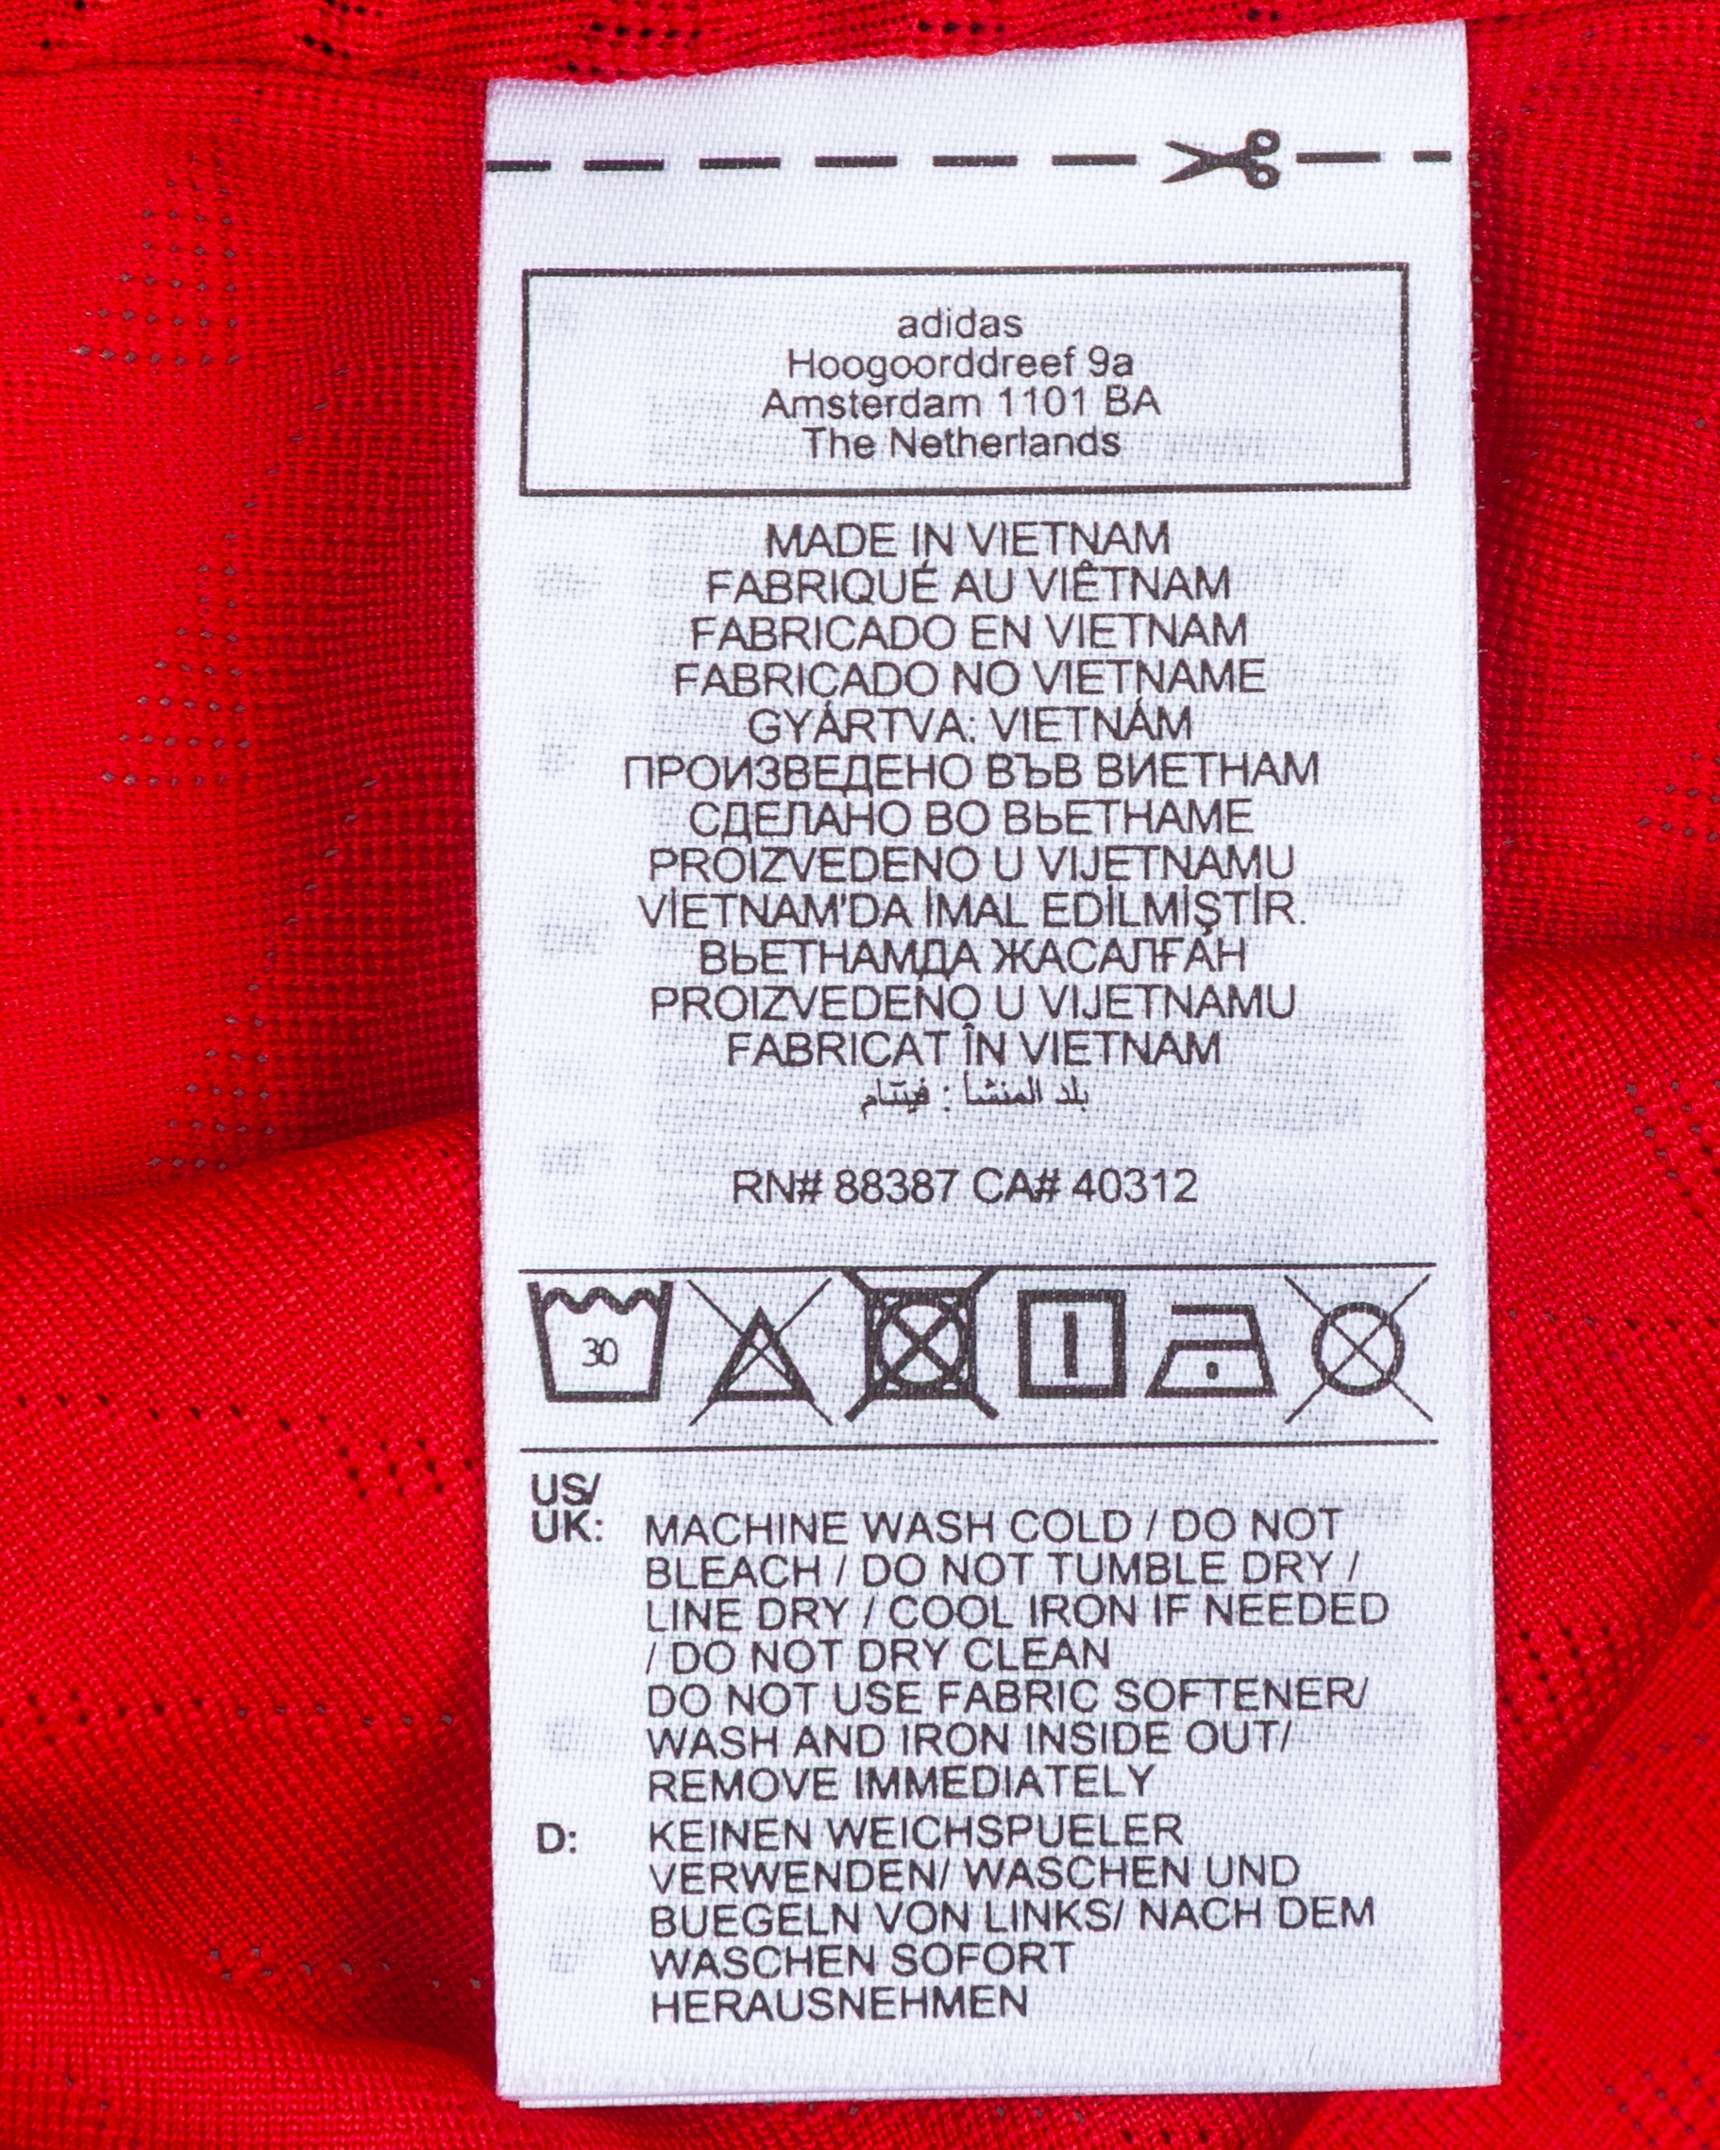 adidas
Hoogoorddreef 9a
Amsterdam 1101 BA
The Netherlands
MADE IN VIETNAM
FABRIQUÉ AU VIÊTNAM
FABRICADO EN VIETNAM
FABRICADO NO VIETNAME
GYÁRTVA: VIETNÁM
ПРОИЗВЕДЕНО ВЪВ ВИЕТНАМ
СДЕЛАНО ВО ВЬЕТНАМЕ
PROIZVEDENO U VIJETNAMU
VİETNAM'DA İMAL EDİLMİŞTİR.
ВЬЕТНАМДА ЖАСАЛҒАН
PROIZVEDENO U VIJETNAMU
FABRICAT ÎN VIETNAM
بلد المنشأ : فيتنام
RN# 88387 CA# 40312
30
US/
UK: MACHINE WASH COLD / DO NOT
BLEACH / DO NOT TUMBLE DRY /
LINE DRY / COOL IRON IF NEEDED
/ DO NOT DRY CLEAN
DO NOT USE FABRIC SOFTENER/
WASH AND IRON INSIDE OUT/
REMOVE IMMEDIATELY
D: KEINEN WEICHSPUELER
VERWENDEN/ WASCHEN UND
BUEGELN VON LINKS/ NACH DEM
WASCHEN SOFORT
HERAUSNEHMEN